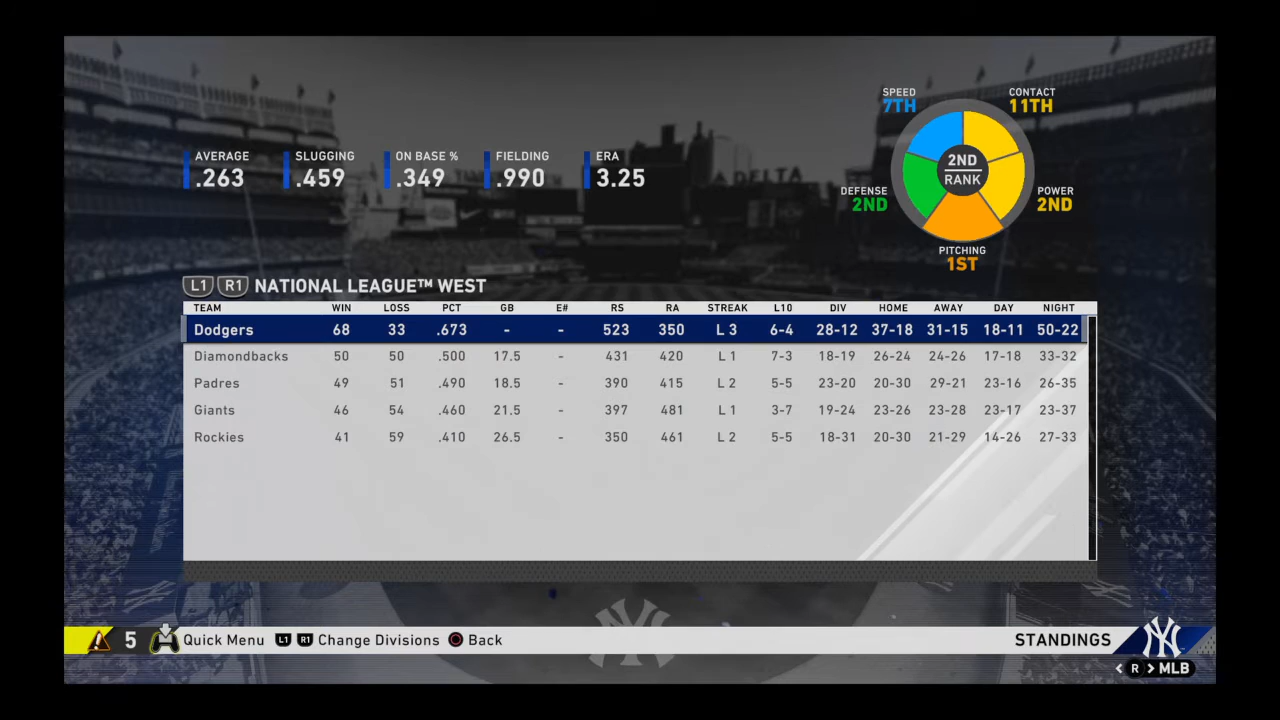 SPEED
7TH
CONTACT
11TH
AVERAGE SLUGGING ON BASE % FIELDING ERA
.263 .459 .349 .990 3.25
2ND
RANK
DEFENSE
2ND
POWER
2ND
PITCHING
1ST
DELTA
L1 R1 NATIONAL LEAGUE™ WEST
TEAM WIN LOSS PCT GB E# RS RA STREAK L10 DIV HOME AWAY DAY NIGHT
Dodgers 68 33 .673 - - 523 350 L 3 6-4 28-12 37-18 31-15 18-11 50-22
Diamondbacks 50 50 .500 17.5 - 431 420 L 1 7-3 18-19 26-24 24-26 17-18 33-32
Padres 49 51 .490 18.5 - 390 415 L 2 5-5 23-20 20-30 29-21 23-16 26-35
Giants 46 54 .460 21.5 - 397 481 L 1 3-7 19-24 23-26 23-28 23-17 23-37
Rockies 41 59 .410 26.5 - 350 461 L 2 5-5 18-31 20-30 21-29 14-26 27-33
5 Quick Menu L1 R1 Change Divisions Back STANDINGS NY
< R > MLB